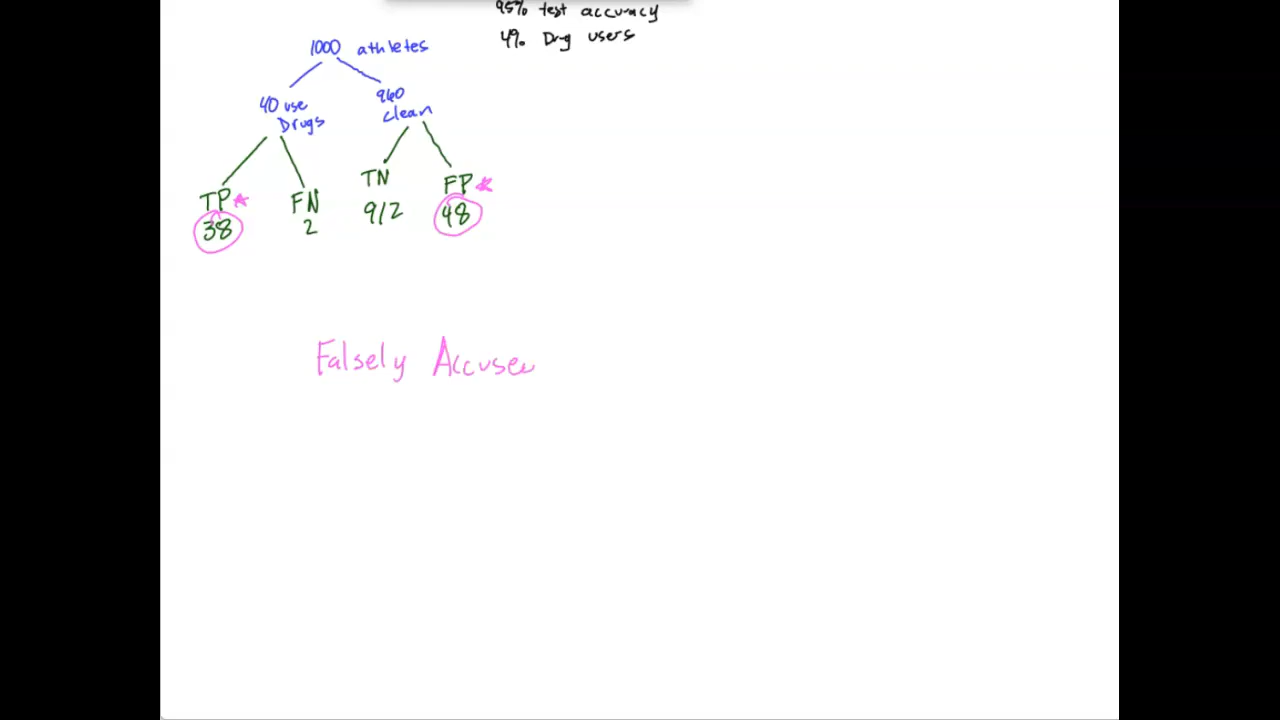 95% test accuracy
4% Drug users
1000 athletes
40 use Drugs
960 clean
TP * FN TN FP *
38 2 912 48
Falsely Accuse